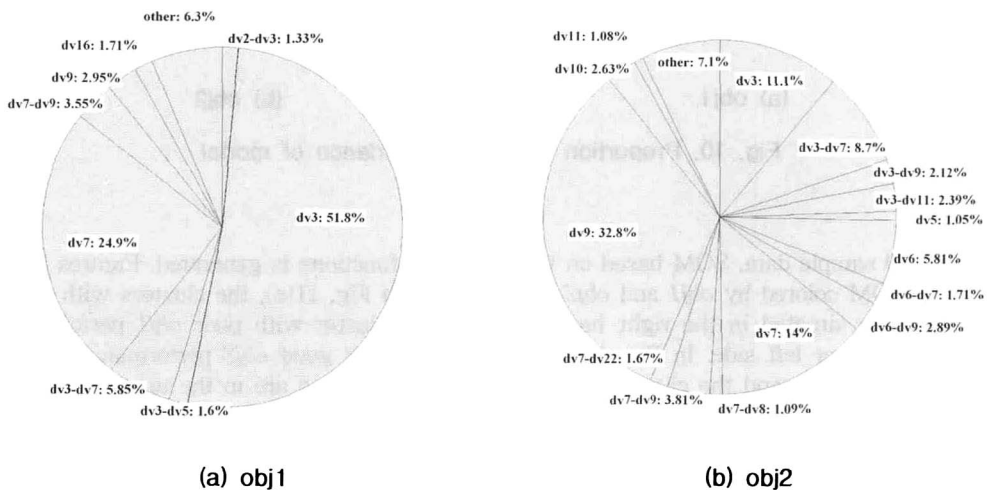 other: 6.3%
dv2-dv3: 1.33%
dv16: 1.71%
dv9: 2.95%
dv7-dv9: 3.55%
dv3: 51.8%
dv7: 24.9%
dv3-dv7: 5.85%
dv3-dv5: 1.6%
(a) obj1
dv11: 1.08%
other: 7.1%
dv10: 2.63%
dv3: 11.1%
dv3-dv7: 8.7%
dv3-dv9: 2.12%
dv3-dv11: 2.39%
dv5: 1.05%
dv9: 32.8%
dv6: 5.81%
dv6-dv7: 1.71%
dv6-dv9: 2.89%
dv7: 14%
dv7-dv22: 1.67%
dv7-dv9: 3.81%
dv7-dv8: 1.09%
(b) obj2